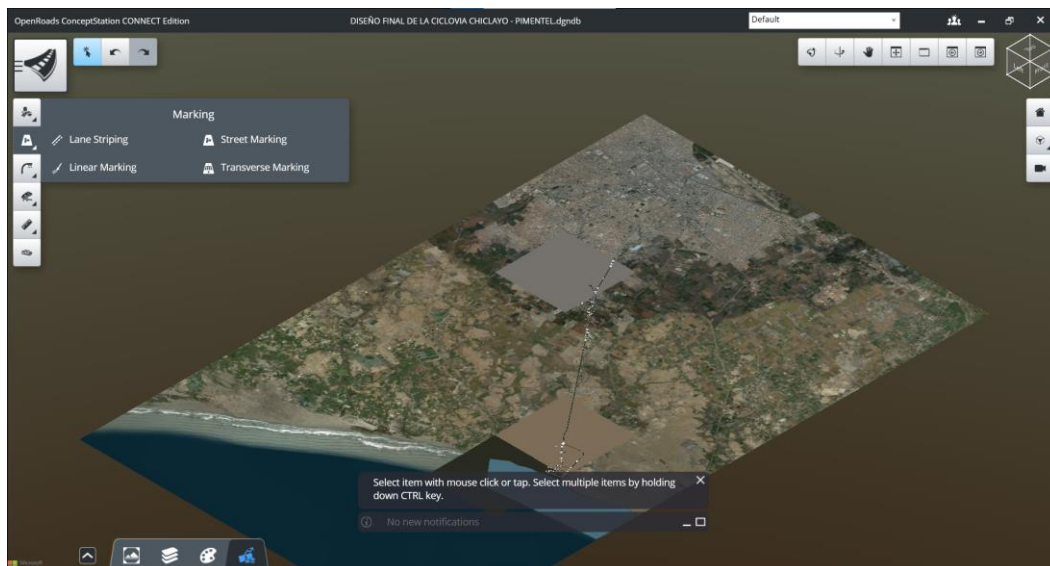 OpenRoads ConceptStation CONNECT Edition
DISEÑO FINAL DE LA CICLOVIA CHICLAYO - PIMENTEL.dgndb
Default
Marking
Lane Striping
Street Marking
Linear Marking
Transverse Marking
Select item with mouse click or tap. Select multiple items by holding
down CTRL key.
No new notifications
Microsoft